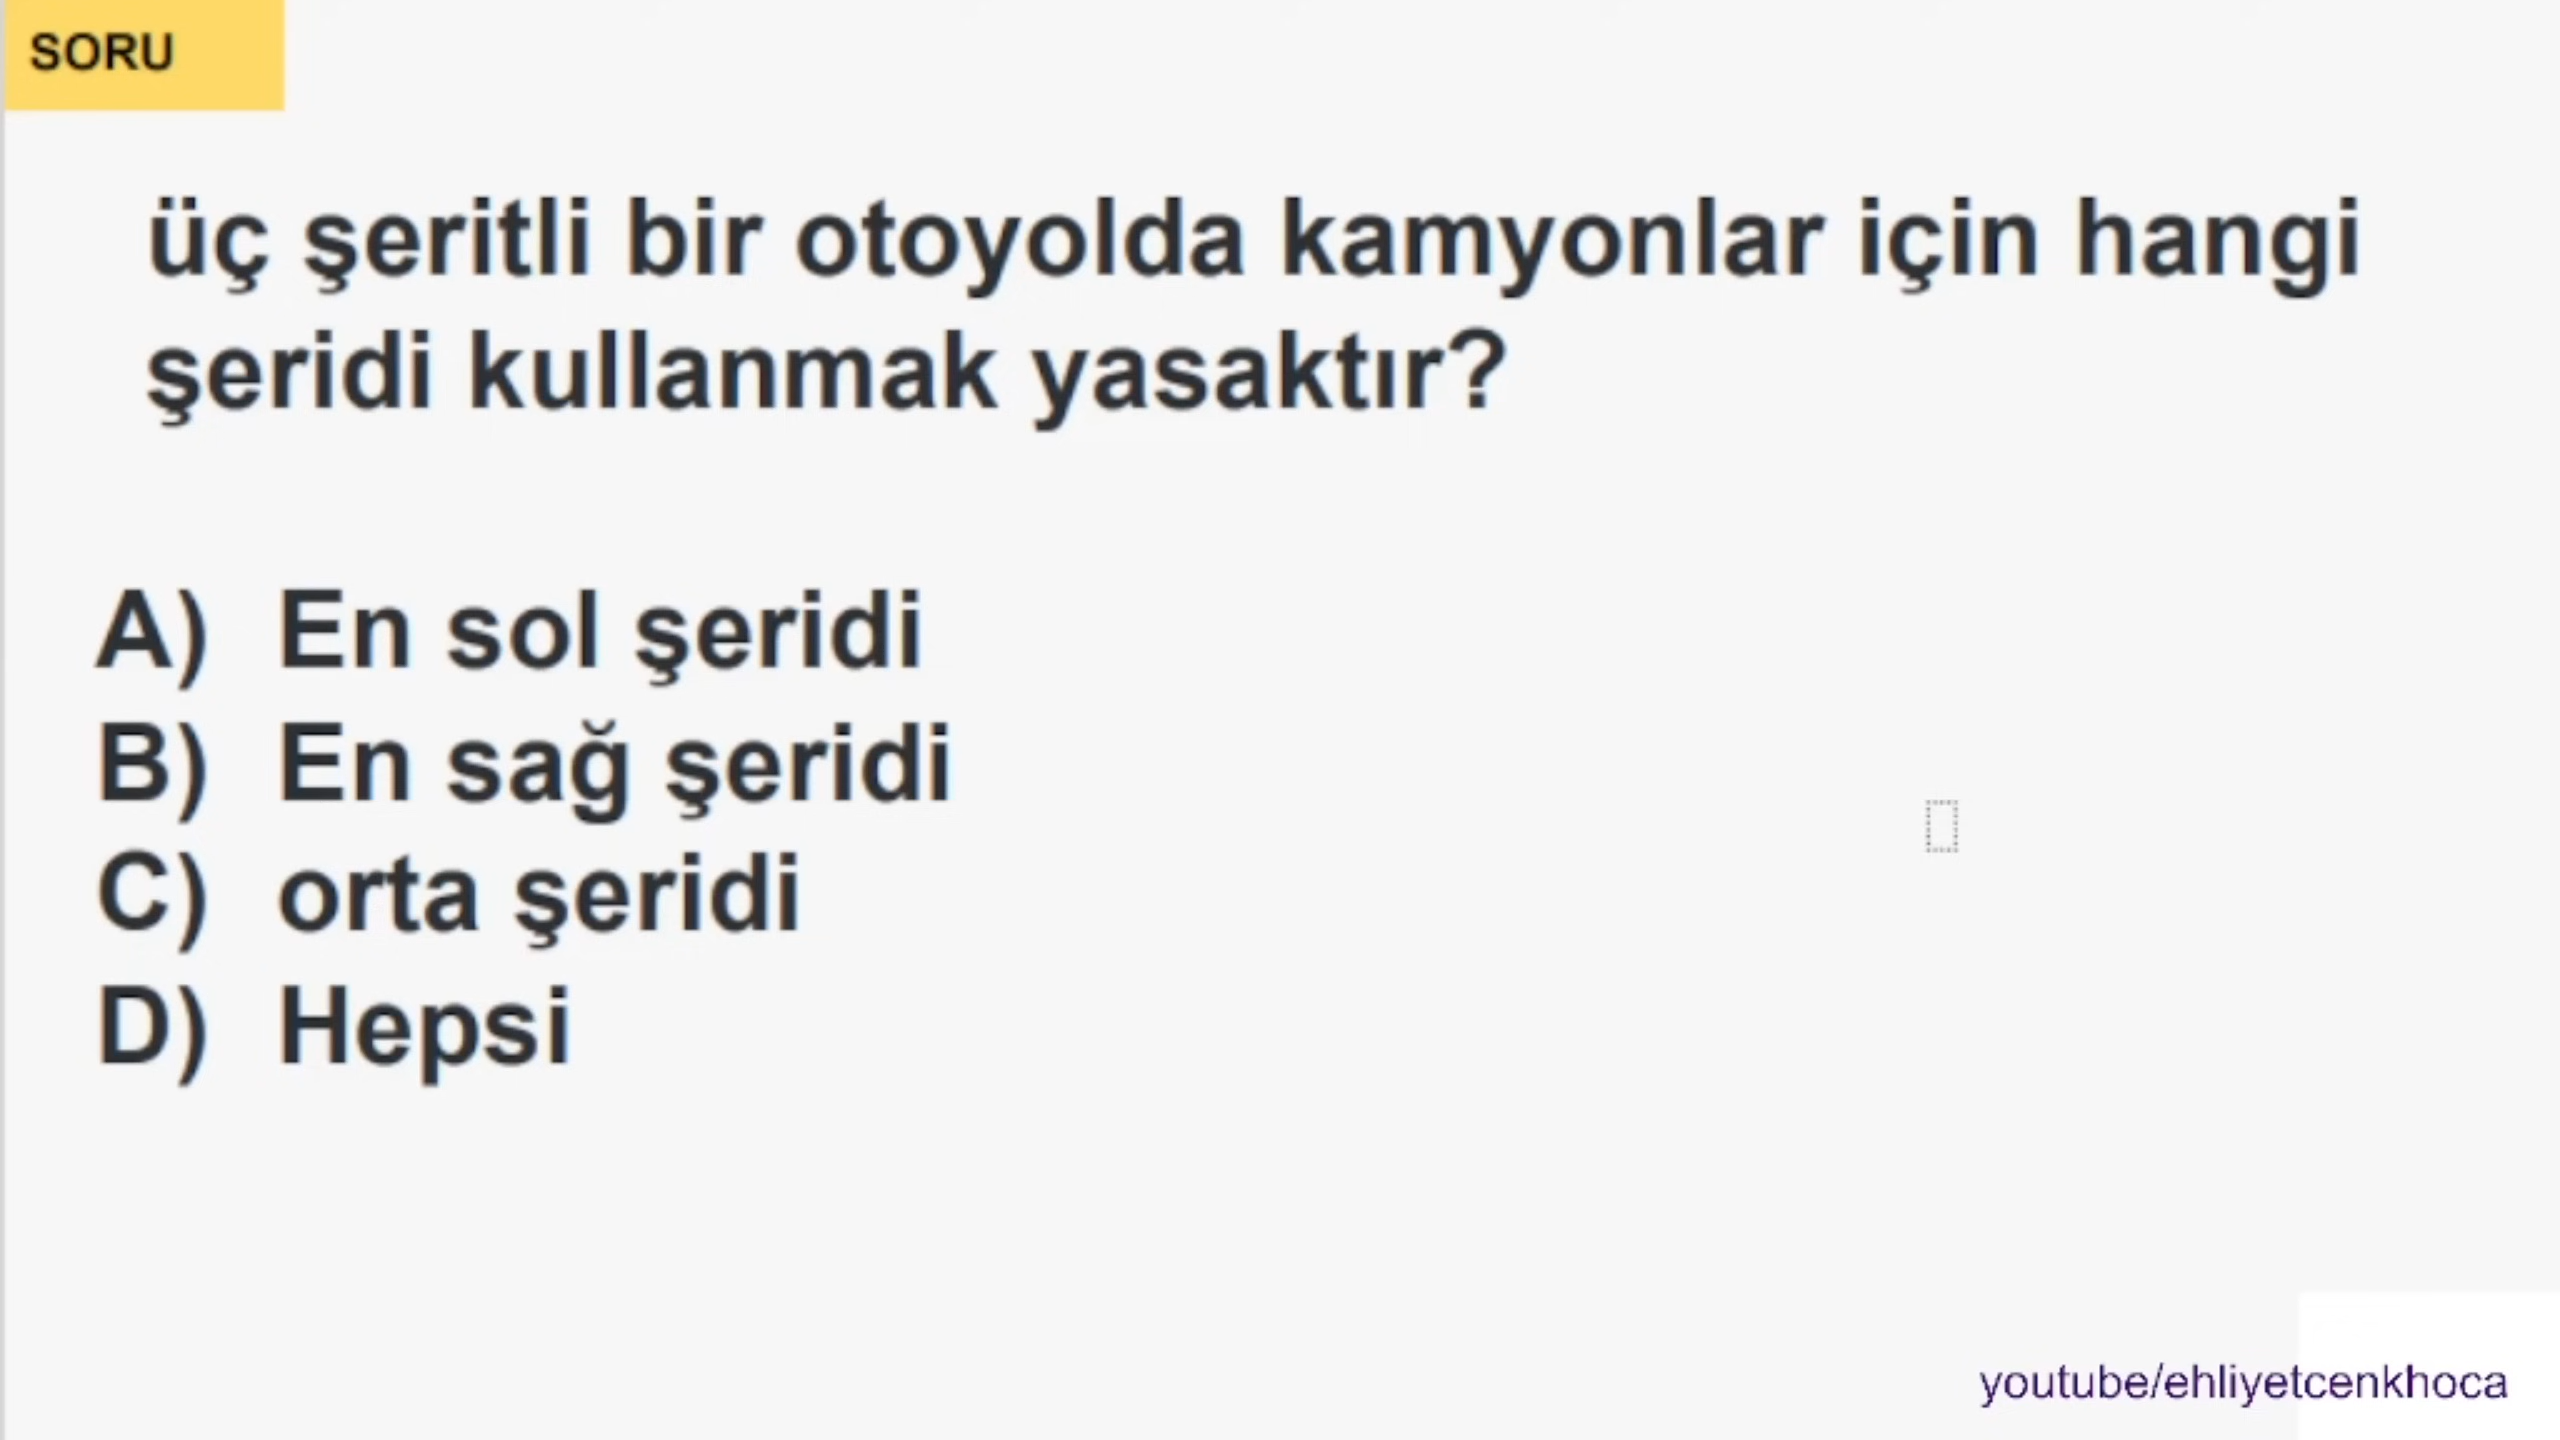 SORU
üç şeritli bir otoyolda kamyonlar için hangi
şeridi kullanmak yasaktır?
A) En sol şeridi
B) En sağ şeridi
C) orta şeridi
D) Hepsi
youtube/ehliyetcenkhoca